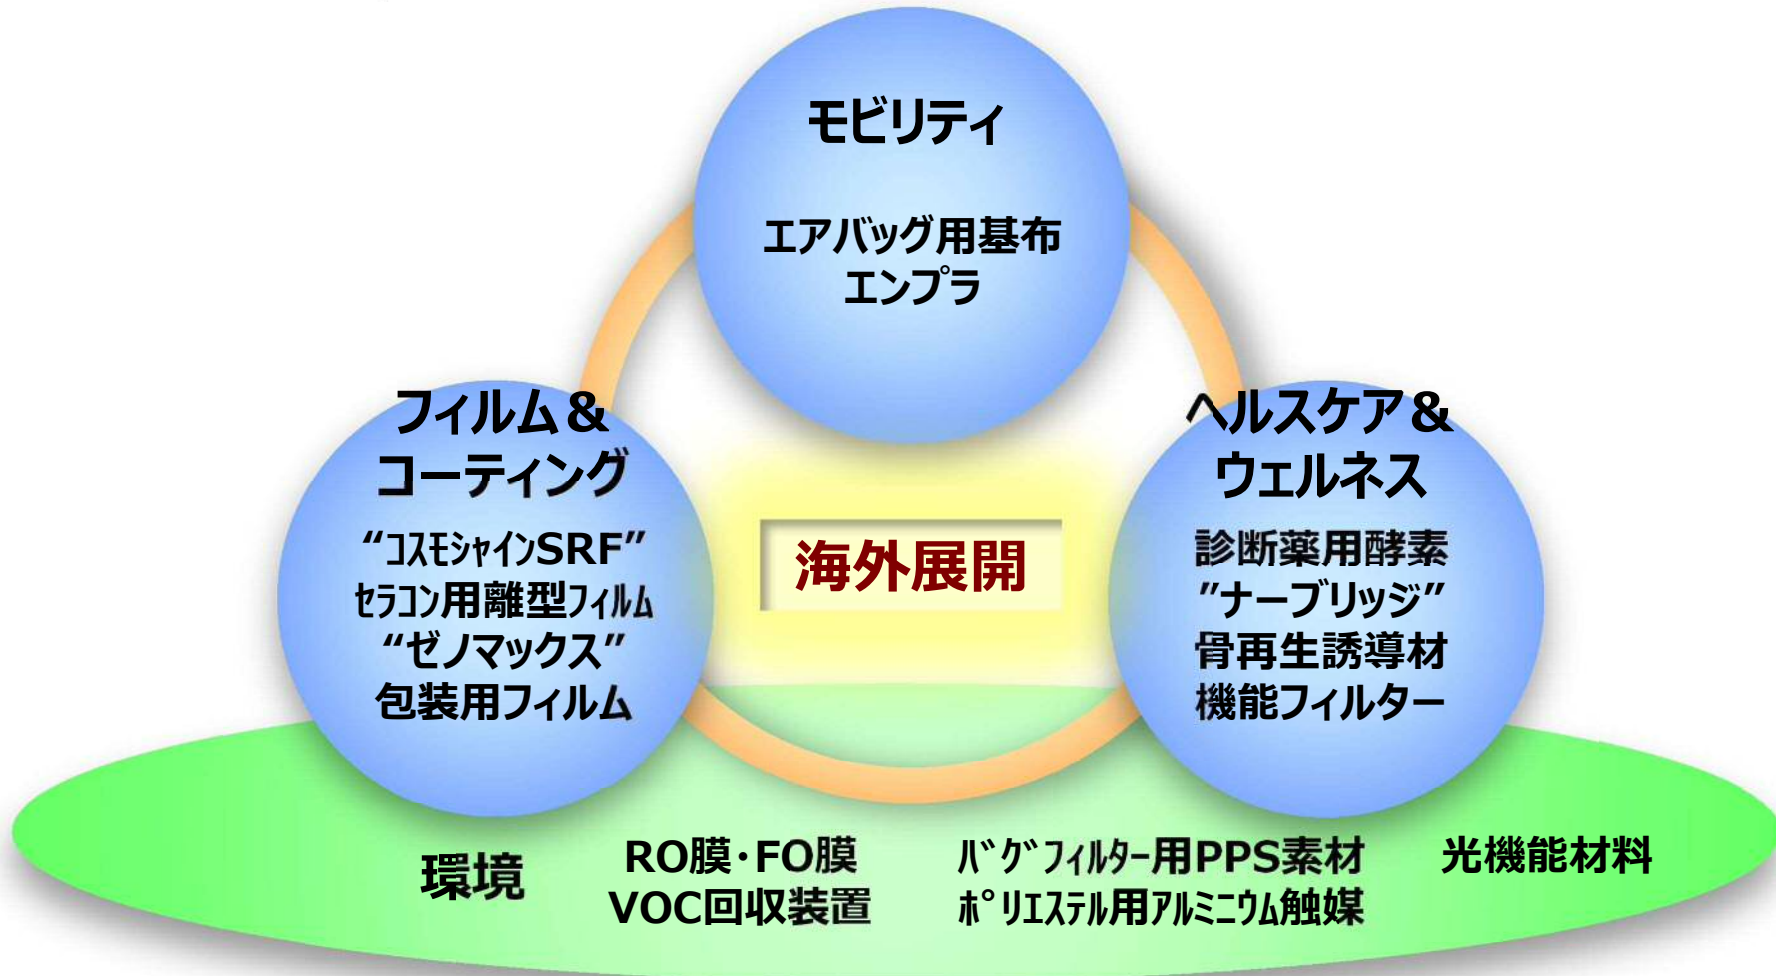 モビリティ
エアバッグ用基布
エンプラ
フィルム＆
コーティング
“コスモシャインSRF”
セラコン用離型フィルム
“ゼノマックス”
包装用フィルム
海外展開
ヘルスケア＆
ウェルネス
診断薬用酵素
”ナーブリッジ”
骨再生誘導材
機能フィルター
環境
RO膜・FO膜
VOC回収装置
バグフィルター用PPS素材
ポリエステル用アルミニウム触媒
光機能材料